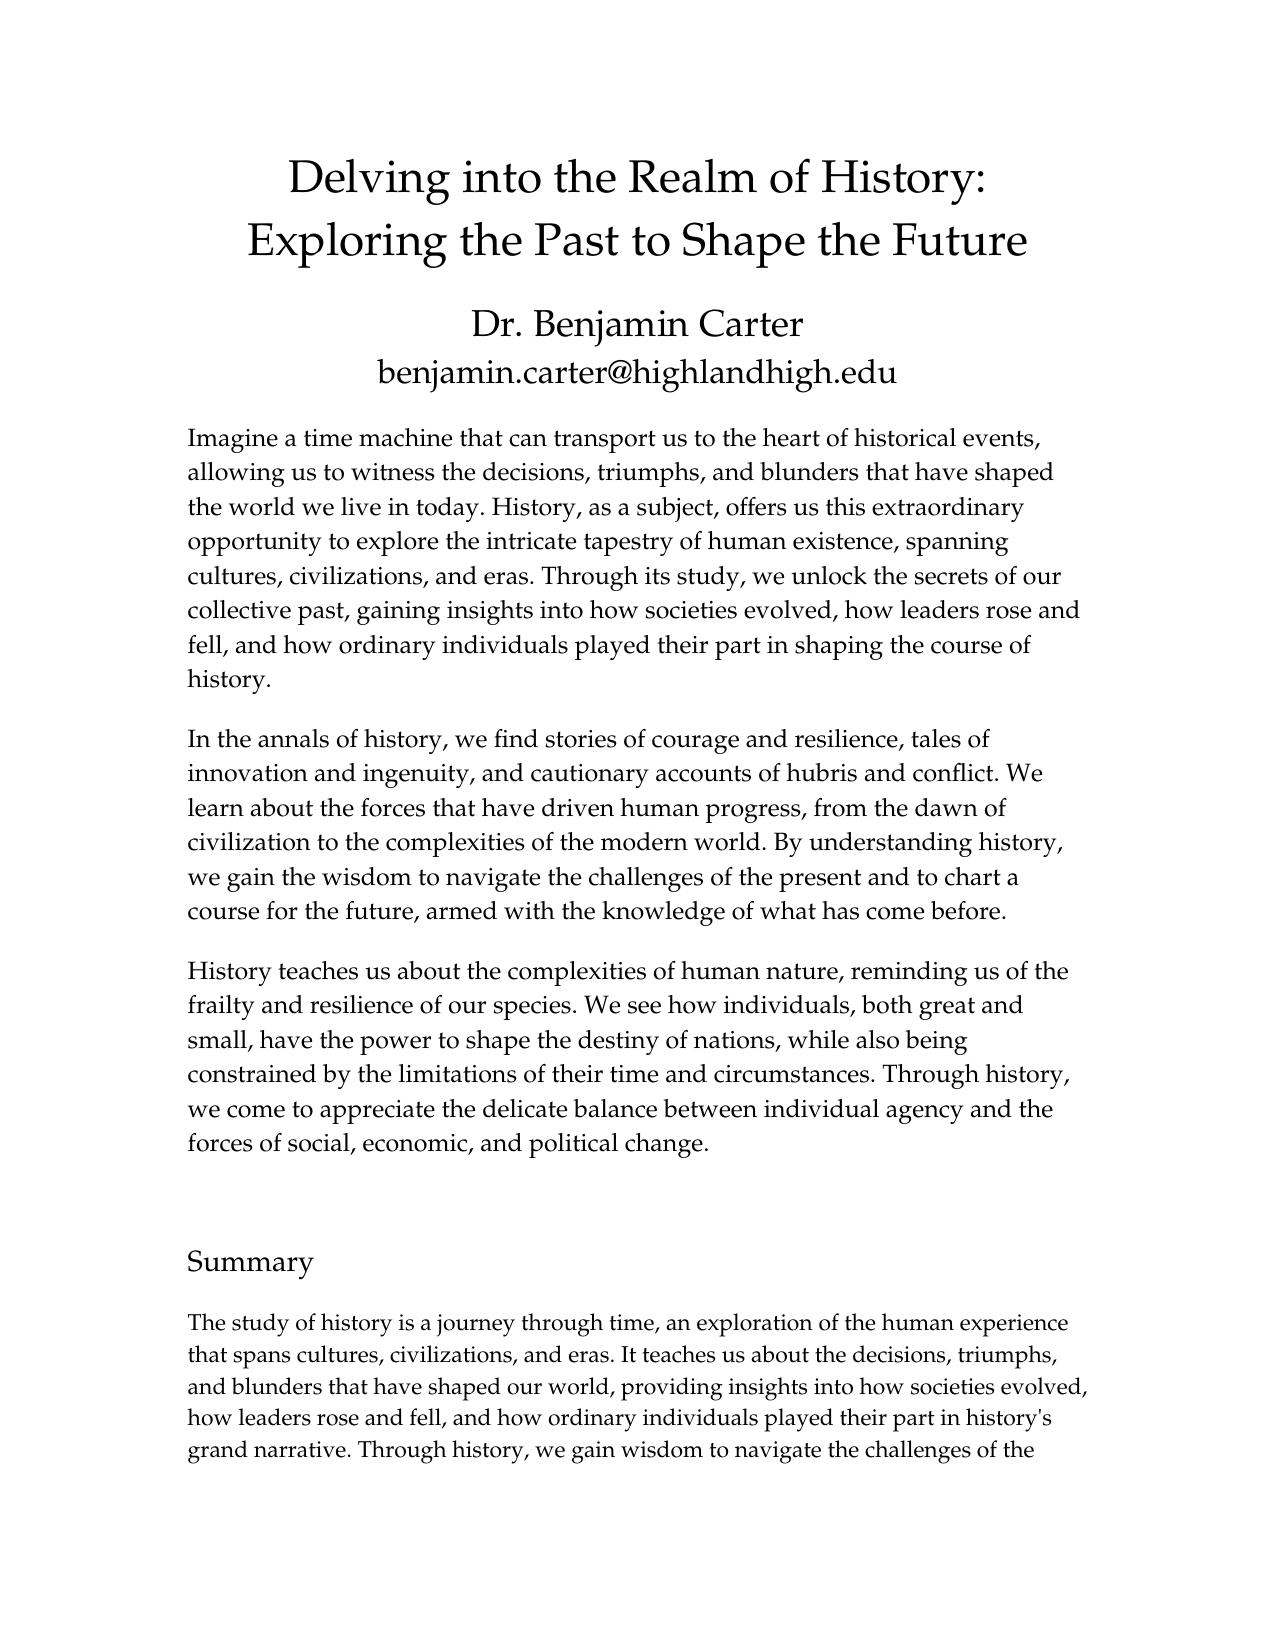 Delving into the Realm of History:
Exploring the Past to Shape the Future
Dr. Benjamin Carter
benjamin.carter@highlandhigh.edu
Imagine a time machine that can transport us to the heart of historical events,
allowing us to witness the decisions, triumphs, and blunders that have shaped
the world we live in today. History, as a subject, offers us this extraordinary
opportunity to explore the intricate tapestry of human existence, spanning
cultures, civilizations, and eras. Through its study, we unlock the secrets of our
collective past, gaining insights into how societies evolved, how leaders rose and
fell, and how ordinary individuals played their part in shaping the course of
history.
In the annals of history, we find stories of courage and resilience, tales of
innovation and ingenuity, and cautionary accounts of hubris and conflict. We
learn about the forces that have driven human progress, from the dawn of
civilization to the complexities of the modern world. By understanding history,
we gain the wisdom to navigate the challenges of the present and to chart a
course for the future, armed with the knowledge of what has come before.
History teaches us about the complexities of human nature, reminding us of the
frailty and resilience of our species. We see how individuals, both great and
small, have the power to shape the destiny of nations, while also being
constrained by the limitations of their time and circumstances. Through history,
we come to appreciate the delicate balance between individual agency and the
forces of social, economic, and political change.
Summary
The study of history is a journey through time, an exploration of the human experience
that spans cultures, civilizations, and eras. It teaches us about the decisions, triumphs,
and blunders that have shaped our world, providing insights into how societies evolved,
how leaders rose and fell, and how ordinary individuals played their part in history's
grand narrative. Through history, we gain wisdom to navigate the challenges of the